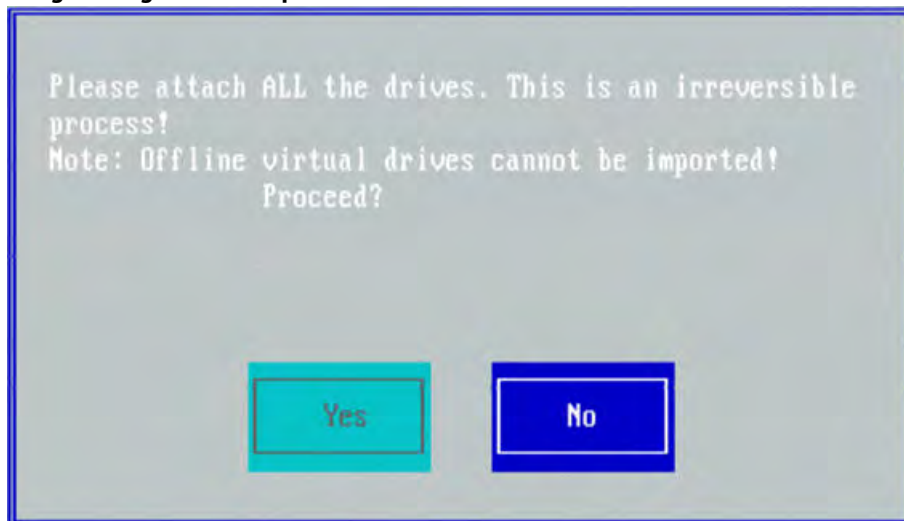 Please attach ALL the drives. This is an irreversible
process!
Note: Offline virtual drives cannot be imported!
Proceed?
Yes
No